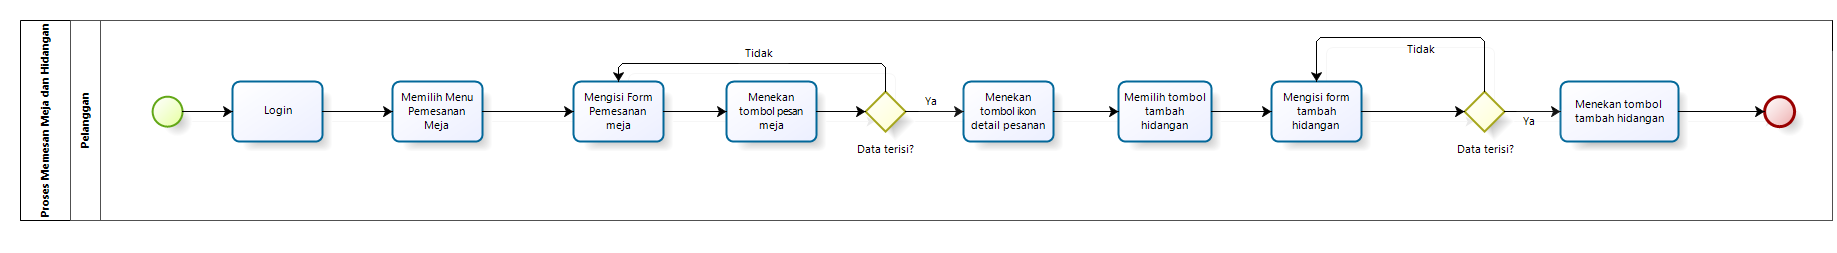 Proses Memesan Meja dan Hidangan
Pelanggan
Login
Memilih Menu
Pemesanan
Meja
Mengisi Form
Pemesanan
meja
Menekan
tombol pesan
meja
Tidak
Data terisi?
Ya
Menekan
tombol ikon
detail pesanan
Memilih tombol
tambah
hidangan
Mengisi form
tambah
hidangan
Tidak
Data terisi?
Ya
Menekan tombol
tambah hidangan